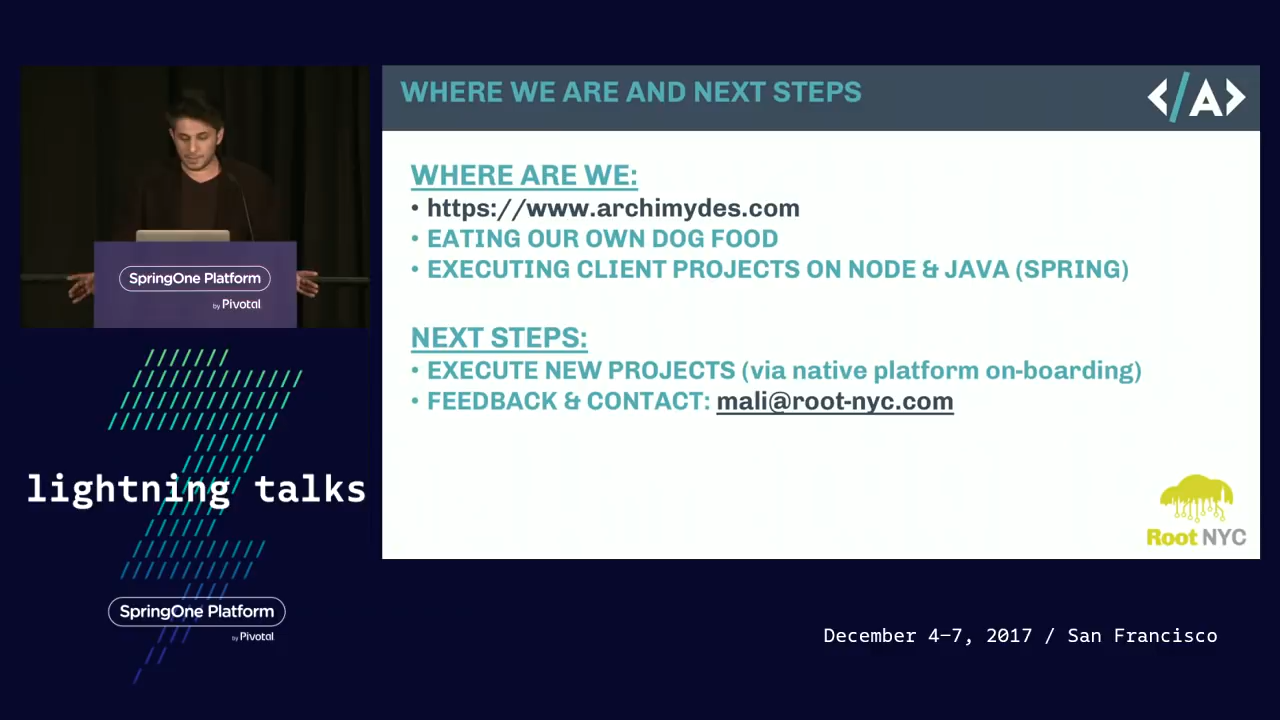 WHERE WE ARE AND NEXT STEPS
</A>
WHERE ARE WE:
• https://www.archimydes.com
• EATING OUR OWN DOG FOOD
• EXECUTING CLIENT PROJECTS ON NODE & JAVA (SPRING)
NEXT STEPS:
• EXECUTE NEW PROJECTS (via native platform on-boarding)
• FEEDBACK & CONTACT: mali@root-nyc.com
Root NYC
SpringOne Platform
by Pivotal
lightning talks
SpringOne Platform
by Pivotal
December 4–7, 2017 / San Francisco